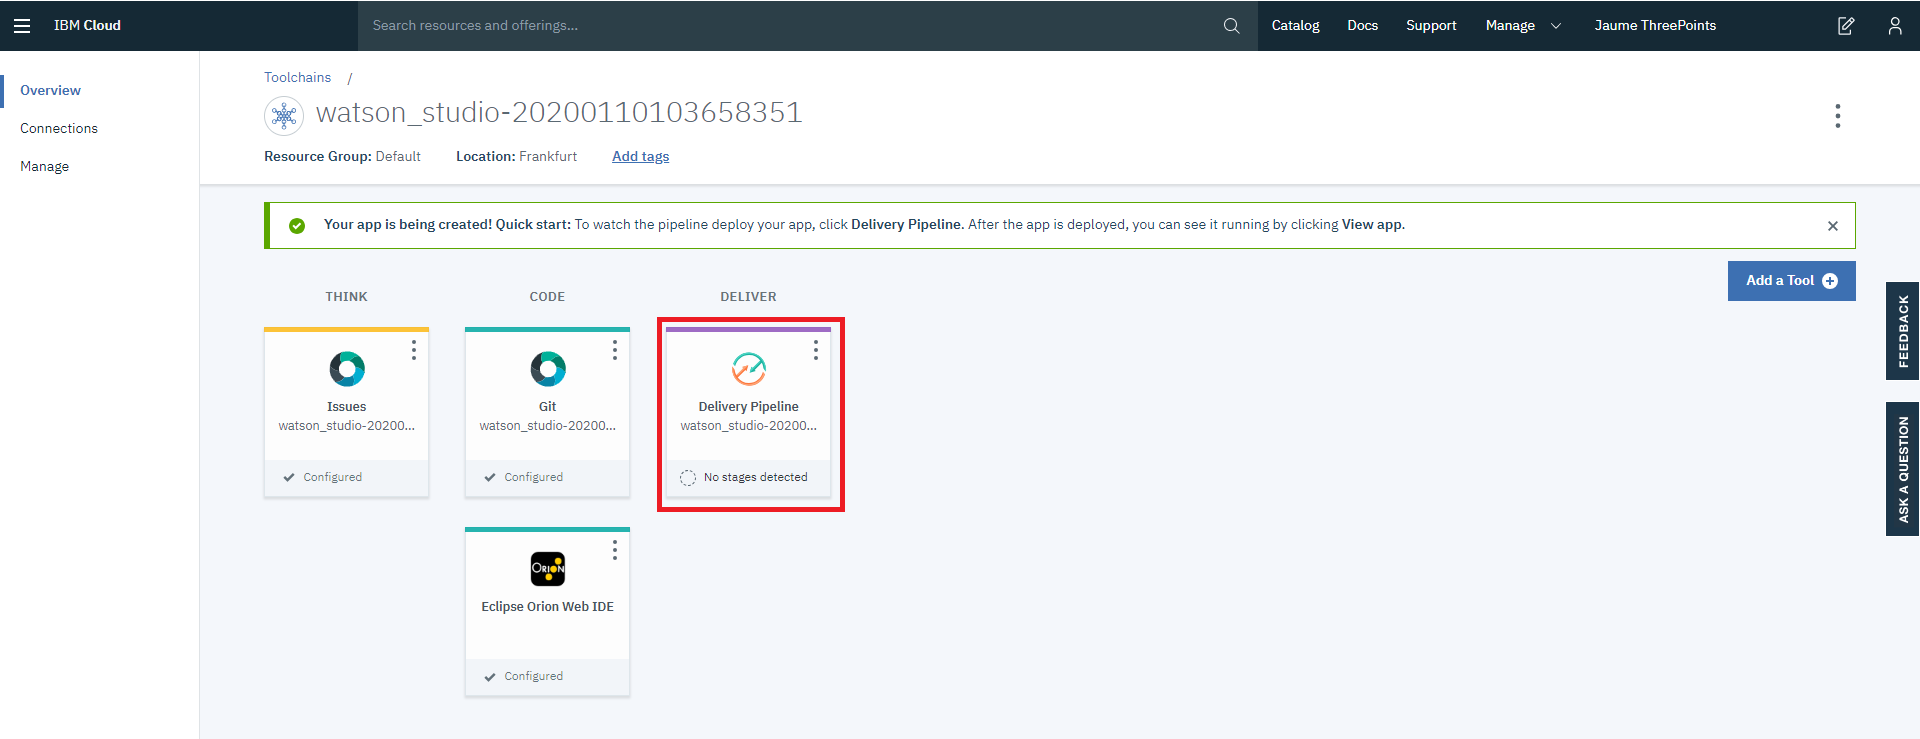 IBM Cloud
Search resources and offerings...
Catalog
Docs
Support
Manage
Jaume ThreePoints
Overview
Connections
Manage
Toolchains /
watson_studio-20200110103658351
Resource Group: Default
Location: Frankfurt
Add tags
Your app is being created! Quick start: To watch the pipeline deploy your app, click Delivery Pipeline. After the app is deployed, you can see it running by clicking View app.
Add a Tool
THINK
CODE
DELIVER
Issues
watson_studio-20200...
Configured
Git
watson_studio-20200...
Configured
Delivery Pipeline
watson_studio-20200...
No stages detected
ORION
Eclipse Orion Web IDE
Configured
FEEDBACK
ASK A QUESTION